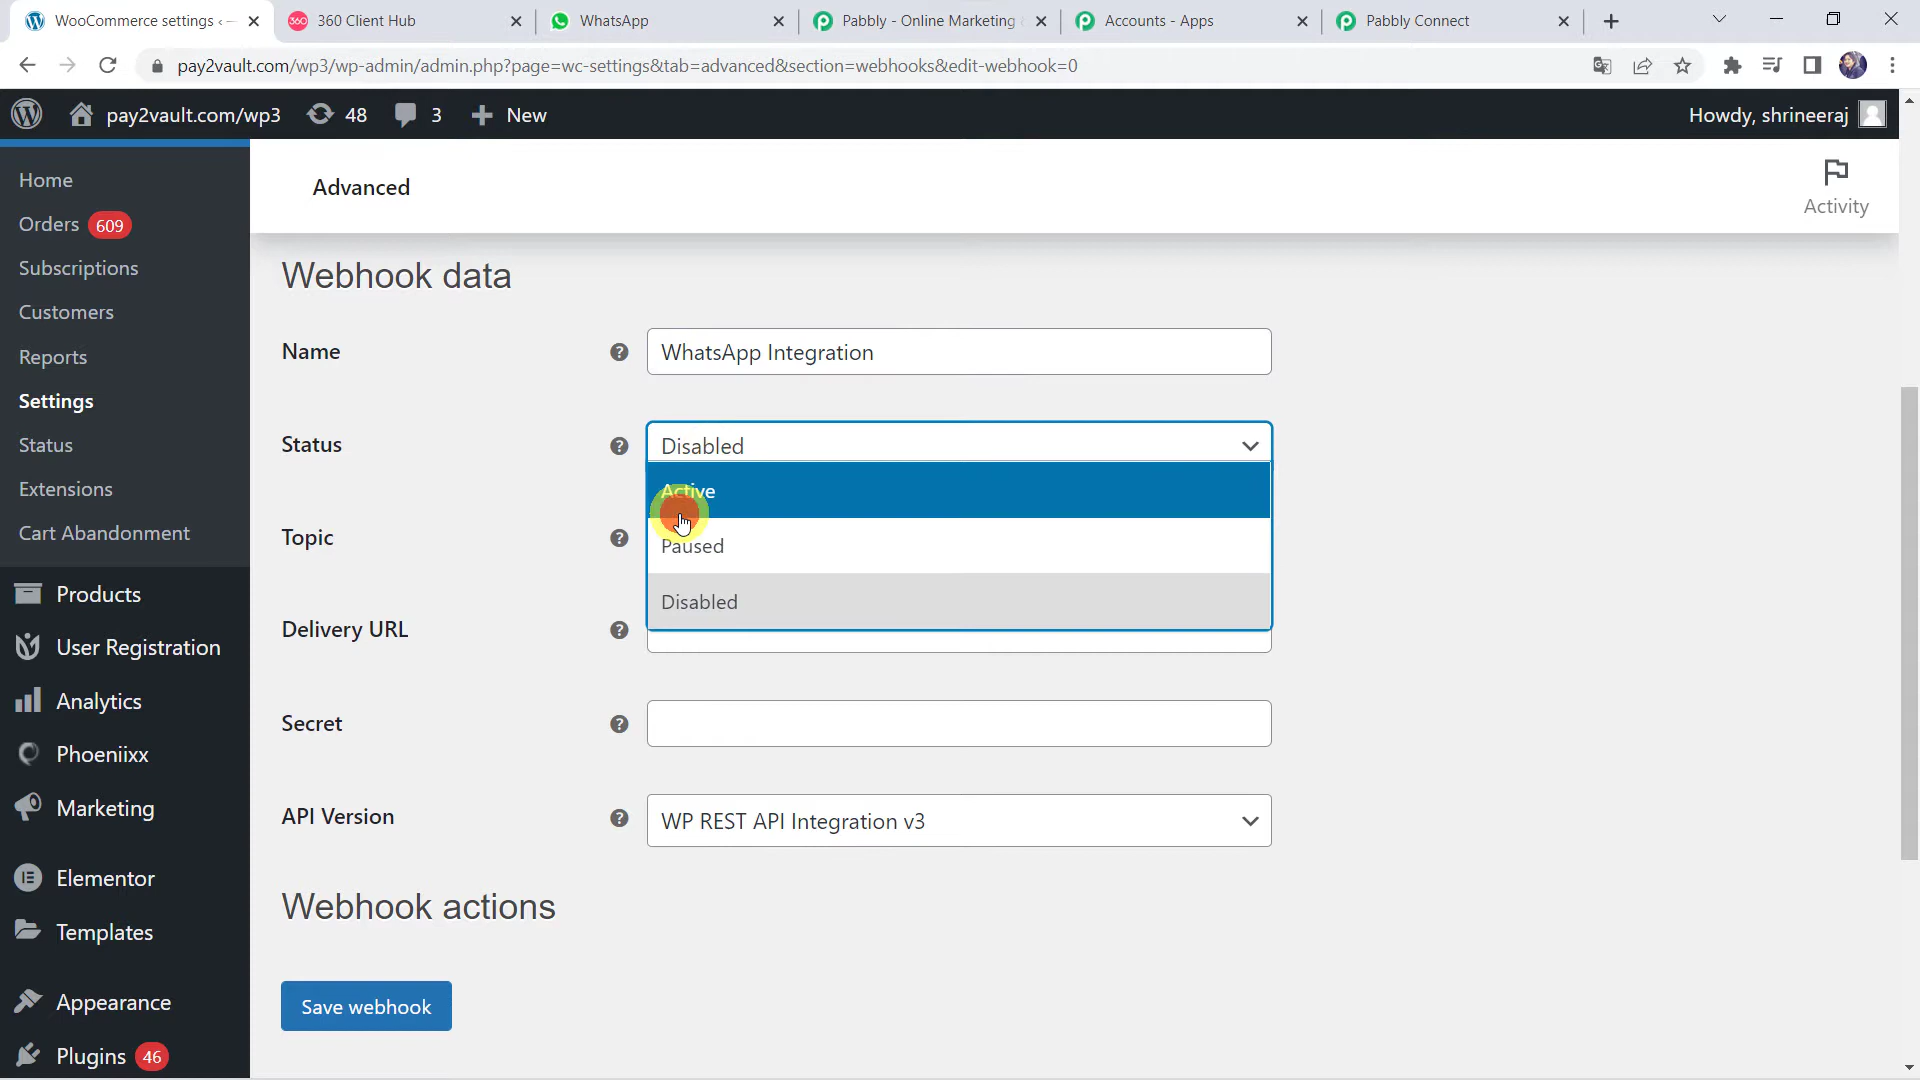 WooCommerce settings ‹ —
360 Client Hub
WhatsApp
Pabbly - Online Marketing
Accounts - Apps
Pabbly Connect
pay2vault.com/wp3/wp-admin/admin.php?page=wc-settings&tab=advanced&section=webhooks&edit-webhook=0
pay2vault.com/wp3
48
3
New
Howdy, shrineeraj
Home
Orders 609
Subscriptions
Customers
Reports
Settings
Status
Extensions
Cart Abandonment
Products
User Registration
Analytics
Phoeniixx
Marketing
Elementor
Templates
Appearance
Plugins 46
Advanced
Activity
Webhook data
Name
WhatsApp Integration
Status
Disabled
Active
Paused
Disabled
Topic
Delivery URL
Secret
API Version
WP REST API Integration v3
Webhook actions
Save webhook